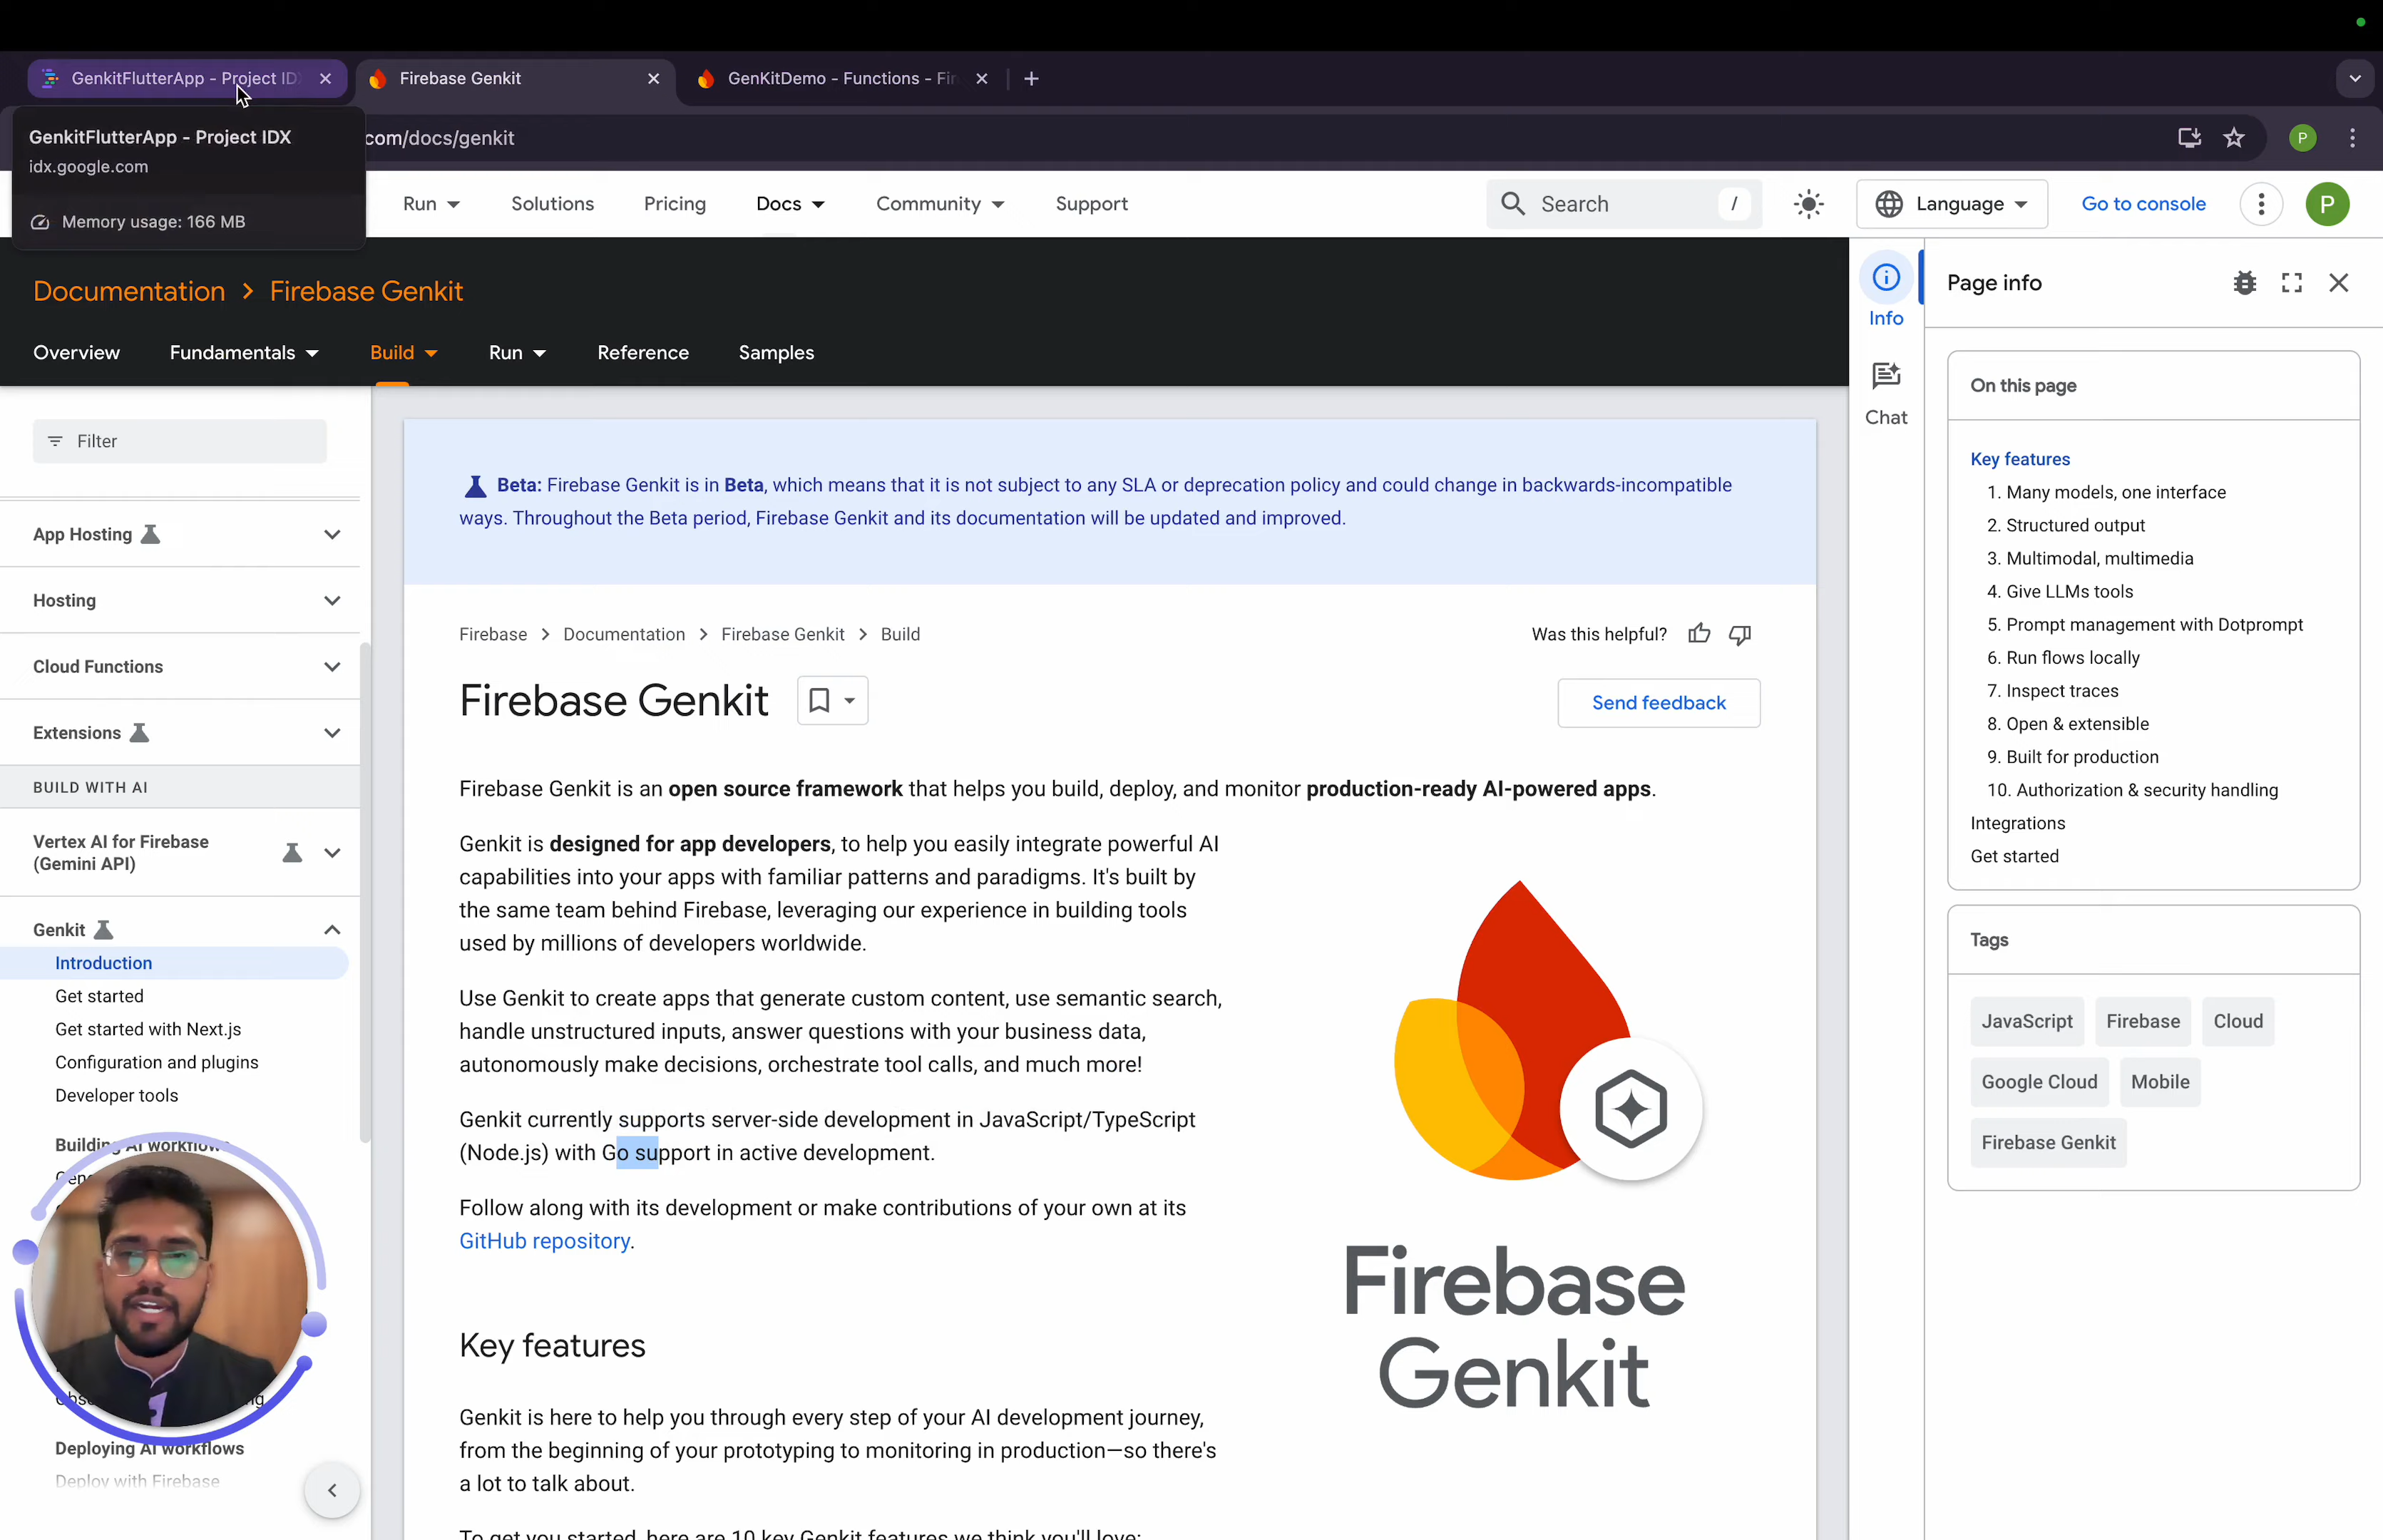 GenkitFlutterApp - Project ID
Firebase Genkit
GenKitDemo - Functions - Fir
GenkitFlutterApp - Project IDX
idx.google.com
Memory usage: 166 MB
com/docs/genkit
P
Run
Solutions
Pricing
Docs
Community
Support
Search
/
Language
Go to console
P
Documentation > Firebase Genkit
Overview
Fundamentals
Build
Run
Reference
Samples
Filter
App Hosting
Hosting
Cloud Functions
Extensions
BUILD WITH AI
Vertex AI for Firebase
(Gemini API)
Genkit
Introduction
Get started
Get started with Next.js
Configuration and plugins
Developer tools
Building AI workflows
Deploying AI workflows
Deploy with Firebase
Beta: Firebase Genkit is in Beta, which means that it is not subject to any SLA or deprecation policy and could change in backwards-incompatible
ways. Throughout the Beta period, Firebase Genkit and its documentation will be updated and improved.
Firebase > Documentation > Firebase Genkit > Build
Was this helpful?
Firebase Genkit
Send feedback
Firebase Genkit is an open source framework that helps you build, deploy, and monitor production-ready AI-powered apps.
Genkit is designed for app developers, to help you easily integrate powerful AI
capabilities into your apps with familiar patterns and paradigms. It's built by
the same team behind Firebase, leveraging our experience in building tools
used by millions of developers worldwide.
Use Genkit to create apps that generate custom content, use semantic search,
handle unstructured inputs, answer questions with your business data,
autonomously make decisions, orchestrate tool calls, and much more!
Genkit currently supports server-side development in JavaScript/TypeScript
(Node.js) with Go support in active development.
Follow along with its development or make contributions of your own at its
GitHub repository.
Firebase
Genkit
Key features
Genkit is here to help you through every step of your AI development journey,
from the beginning of your prototyping to monitoring in production—so there's
a lot to talk about.
To get you started, here are 10 key Genkit features we think you'll love:
Info
Chat
Page info
On this page
Key features
1. Many models, one interface
2. Structured output
3. Multimodal, multimedia
4. Give LLMs tools
5. Prompt management with Dotprompt
6. Run flows locally
7. Inspect traces
8. Open & extensible
9. Built for production
10. Authorization & security handling
Integrations
Get started
Tags
JavaScript
Firebase
Cloud
Google Cloud
Mobile
Firebase Genkit